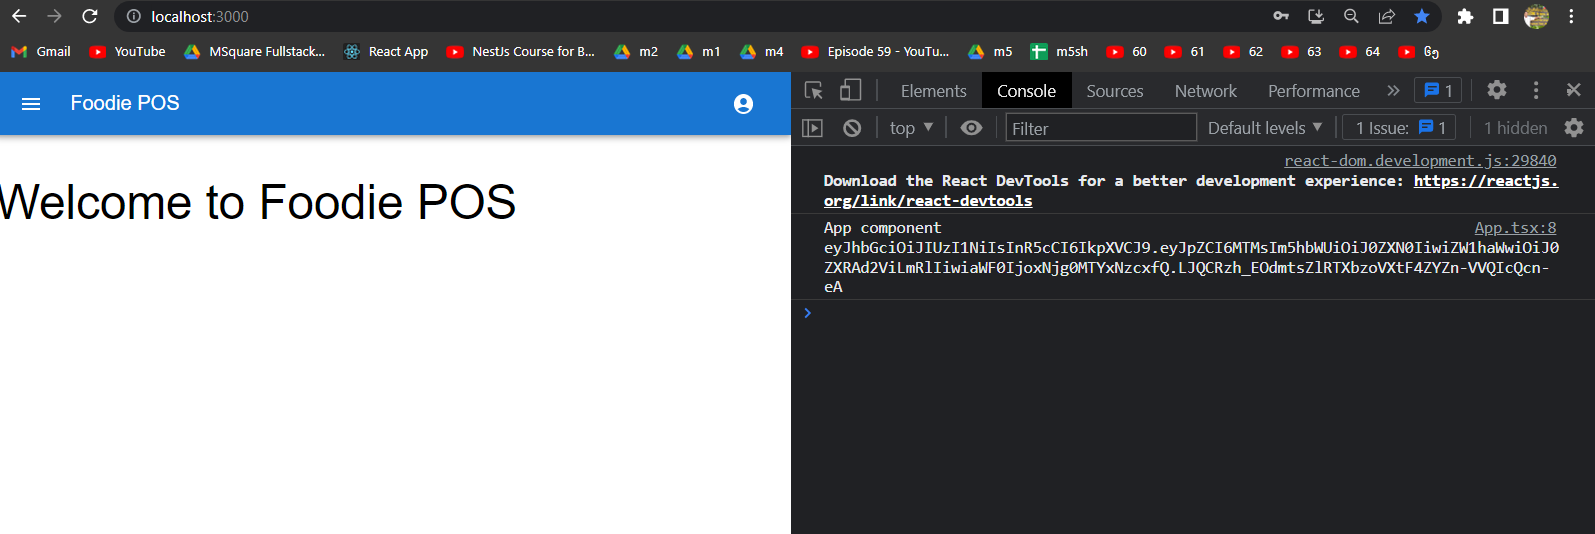 localhost:3000
Gmail YouTube MSquare Fullstack... React App NestJs Course for B... m2 m1 m4 Episode 59 - YouTu... m5 m5sh 60 61 62 63 64 ၆၅
Foodie POS
Welcome to Foodie POS
Elements Console Sources Network Performance » 1
top Filter Default levels 1 Issue: 1 1 hidden
react-dom.development.js:29840
Download the React DevTools for a better development experience: https://reactjs.
org/link/react-devtools
App component App.tsx:8
eyJhbGciOiJIUzI1NiIsInR5cCI6IkpXVCJ9.eyJpZCI6MTMsIm5hbWUiOiJ0ZXN0IiwiZW1haWwiOiJ0
ZXRAd2ViLmRlIiwiaWF0IjoxNjg0MTYxNzcxfQ.LJQCRzh_EOdmtsZlRTXbzoVXtF4ZYZn-VVQIcQcn-
eA